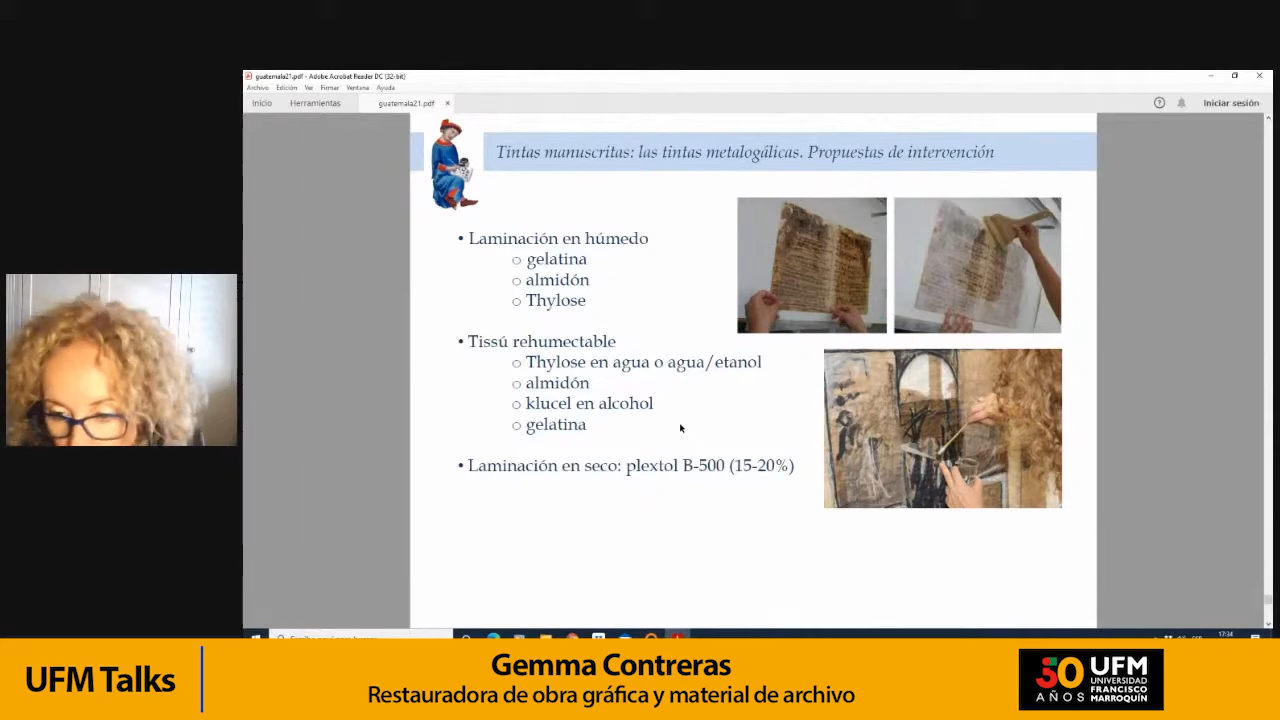 guatemala21.pdf - Adobe Acrobat Reader DC (32-bit)
Archivo Edición Ver Firmar Ventana Ayuda
Inicio Herramientas guatemala21.pdf × Iniciar sesión
Tintas manuscritas: las tintas metalogálicas. Propuestas de intervención
• Laminación en húmedo
o gelatina
o almidón
o Thylose
• Tissú rehumectable
o Thylose en agua o agua/etanol
o almidón
o klucel en alcohol
o gelatina
• Laminación en seco: plextol B-500 (15-20%)
17:34
UFM Talks
Gemma Contreras
Restauradora de obra gráfica y material de archivo
50 AÑOS
UFM
UNIVERSIDAD
FRANCISCO
MARROQUÍN